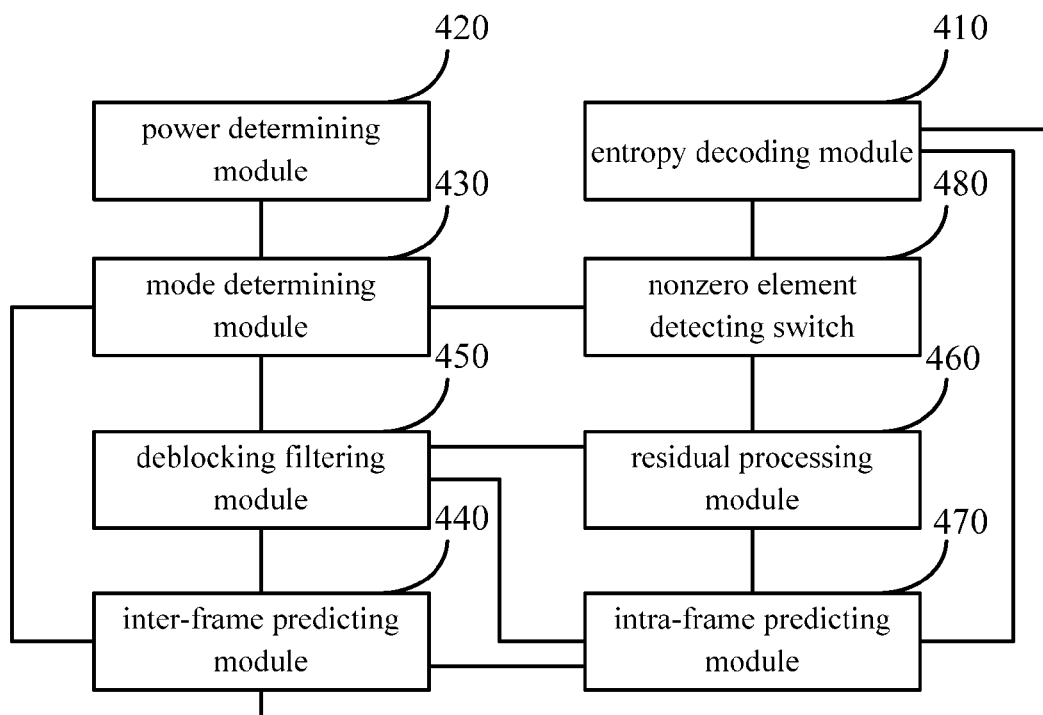 420
410
power determining
module
entropy decoding module
430
480
mode determining
module
nonzero element
detecting switch
450
460
deblocking filtering
module
residual processing
module
440
470
inter-frame predicting
module
intra-frame predicting
module